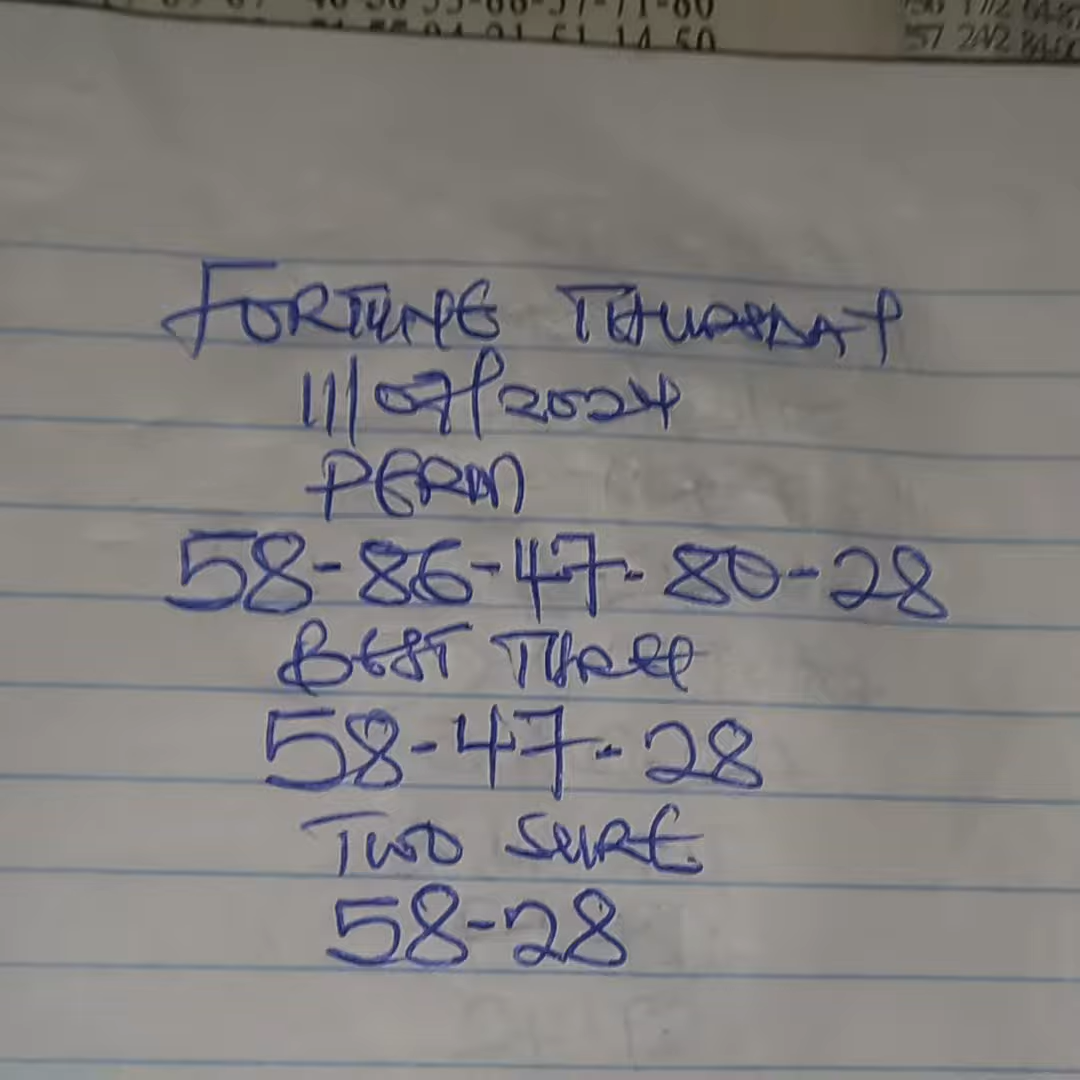 FORTUNE THURSDAY
11/07/2024
PERM
58-86-47-80-28
BEST THREE
58-47-28
TWO SURE
58-28